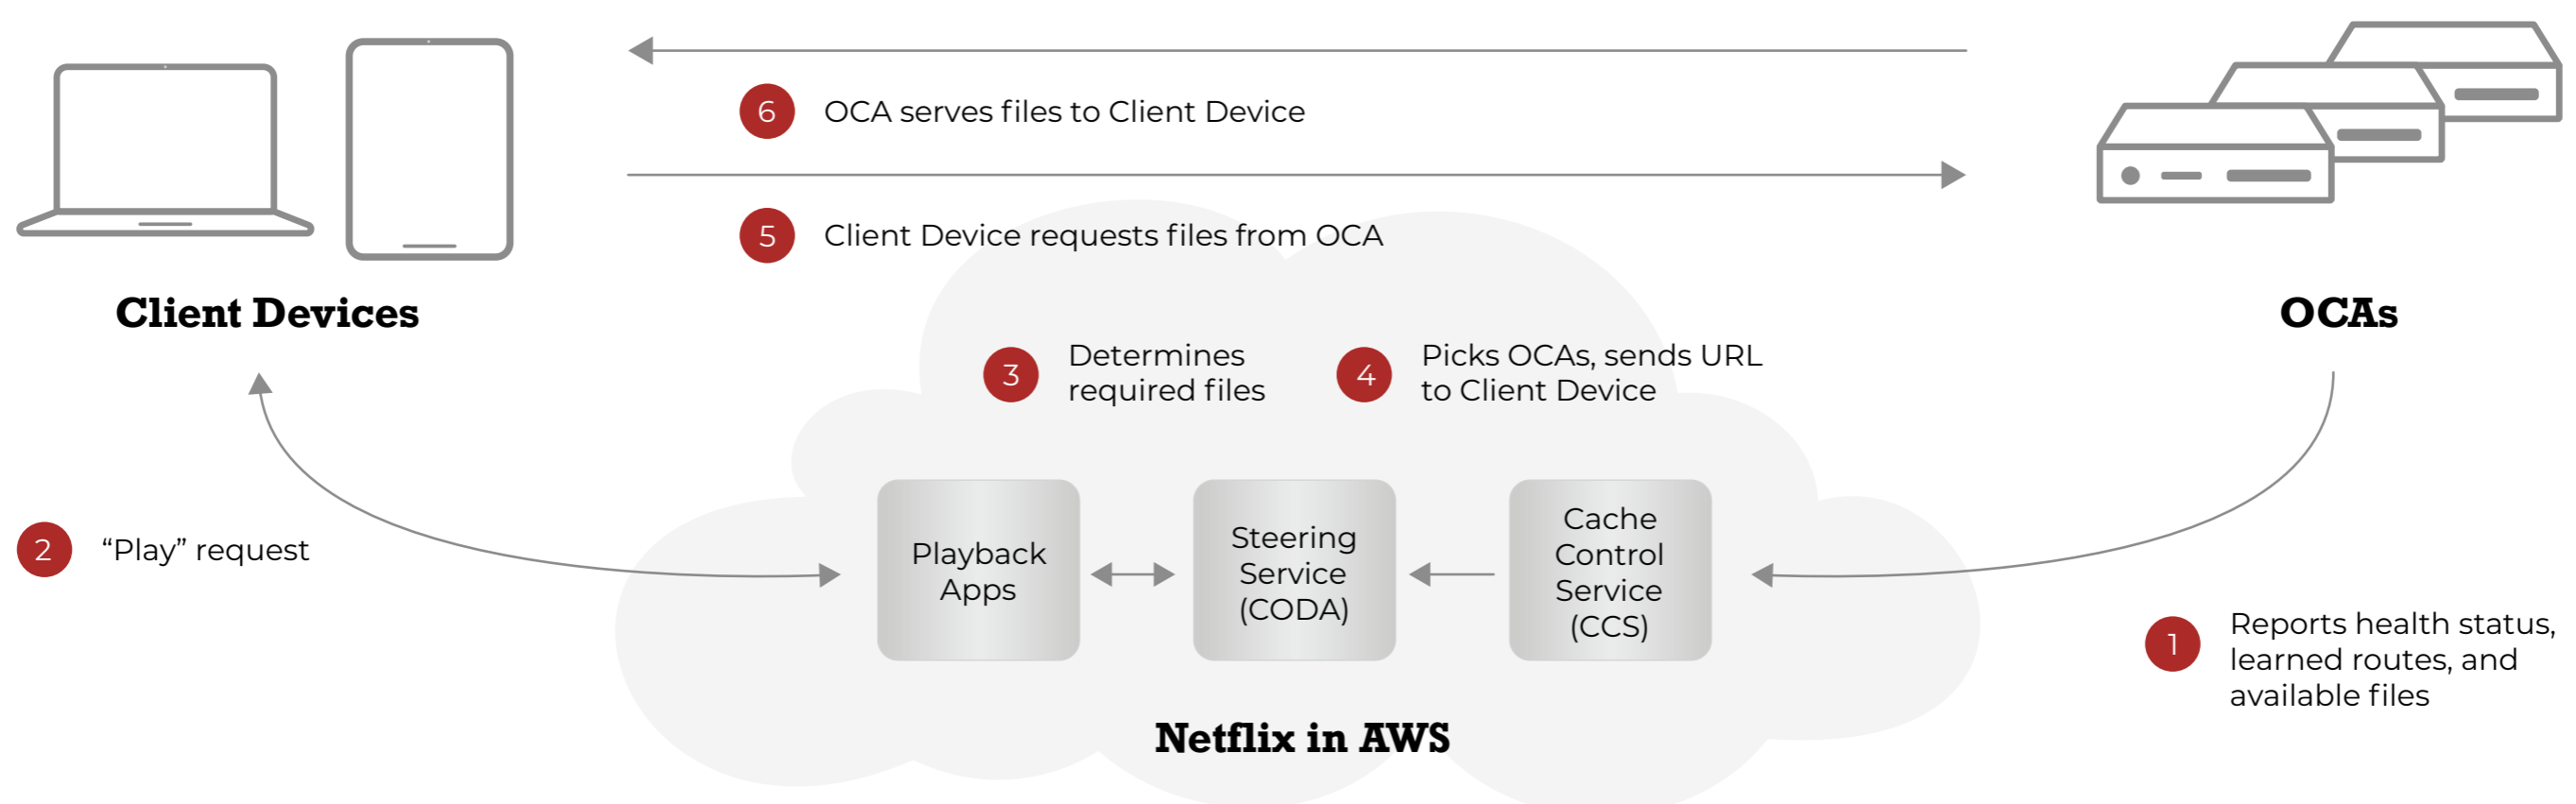 6
OCA serves files to Client Device
5
Client Device requests files from OCA
Client Devices
OCAs
3
Determines
required files
4
Picks OCAs, sends URL
to Client Device
2
“Play” request
Playback
Apps
Steering
Service
(CODA)
Cache
Control
Service
(CCS)
1
Reports health status,
learned routes, and
available files
Netflix in AWS